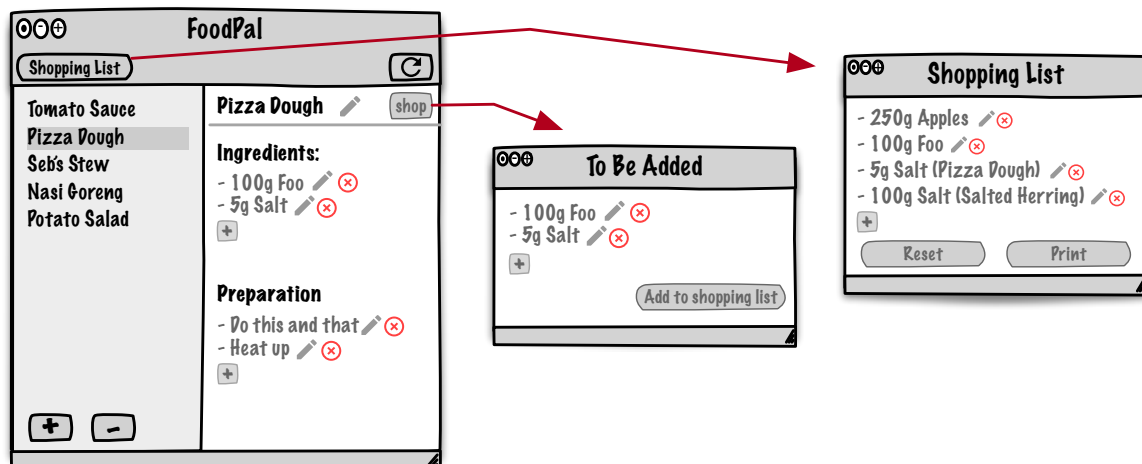 FoodPal
Shopping List
Tomato Sauce
Pizza Dough
Seb's Stew
Nasi Goreng
Potato Salad
Pizza Dough
shop
Ingredients:
- 100g Foo
- 5g Salt
+
Preparation
- Do this and that
- Heat up
+
+ -
To Be Added
- 100g Foo
- 5g Salt
+
Add to shopping list
Shopping List
- 250g Apples
- 100g Foo
- 5g Salt (Pizza Dough)
- 100g Salt (Salted Herring)
+
Reset Print